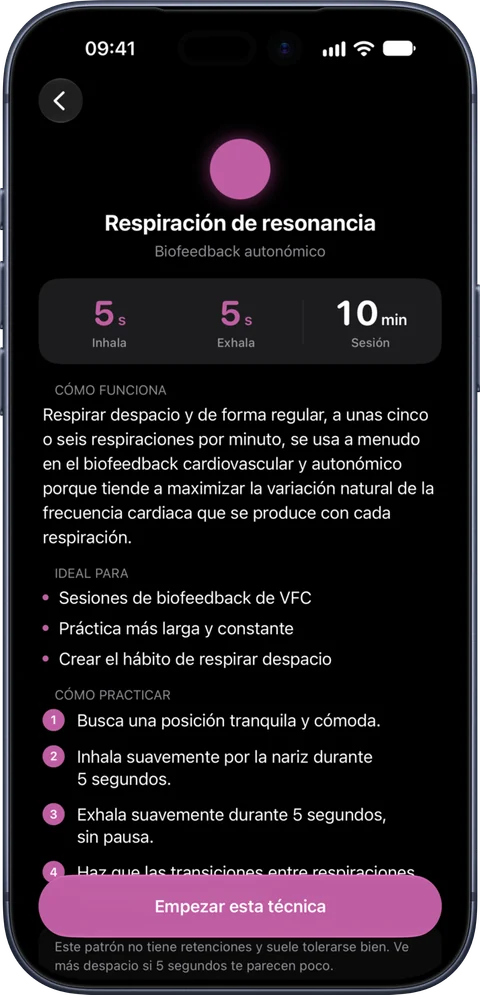 09:41
Respiración de resonancia
Biofeedback autonómico
5 s
5 s
10 min
Inhala
Exhala
Sesión
CÓMO FUNCIONA
Respirar despacio y de forma regular, a unas cinco
o seis respiraciones por minuto, se usa a menudo
en el biofeedback cardiovascular y autonómico
porque tiende a maximizar la variación natural de la
frecuencia cardiaca que se produce con cada
respiración.
IDEAL PARA
• Sesiones de biofeedback de VFC
• Práctica más larga y constante
• Crear el hábito de respirar despacio
CÓMO PRACTICAR
1 Busca una posición tranquila y cómoda.
2 Inhala suavemente por la nariz durante
5 segundos.
3 Exhala suavemente durante 5 segundos,
sin pausa.
4 Haz que las transiciones entre respiraciones
Empezar esta técnica
Este patrón no tiene retenciones y suele tolerarse bien. Ve
más despacio si 5 segundos te parecen poco.